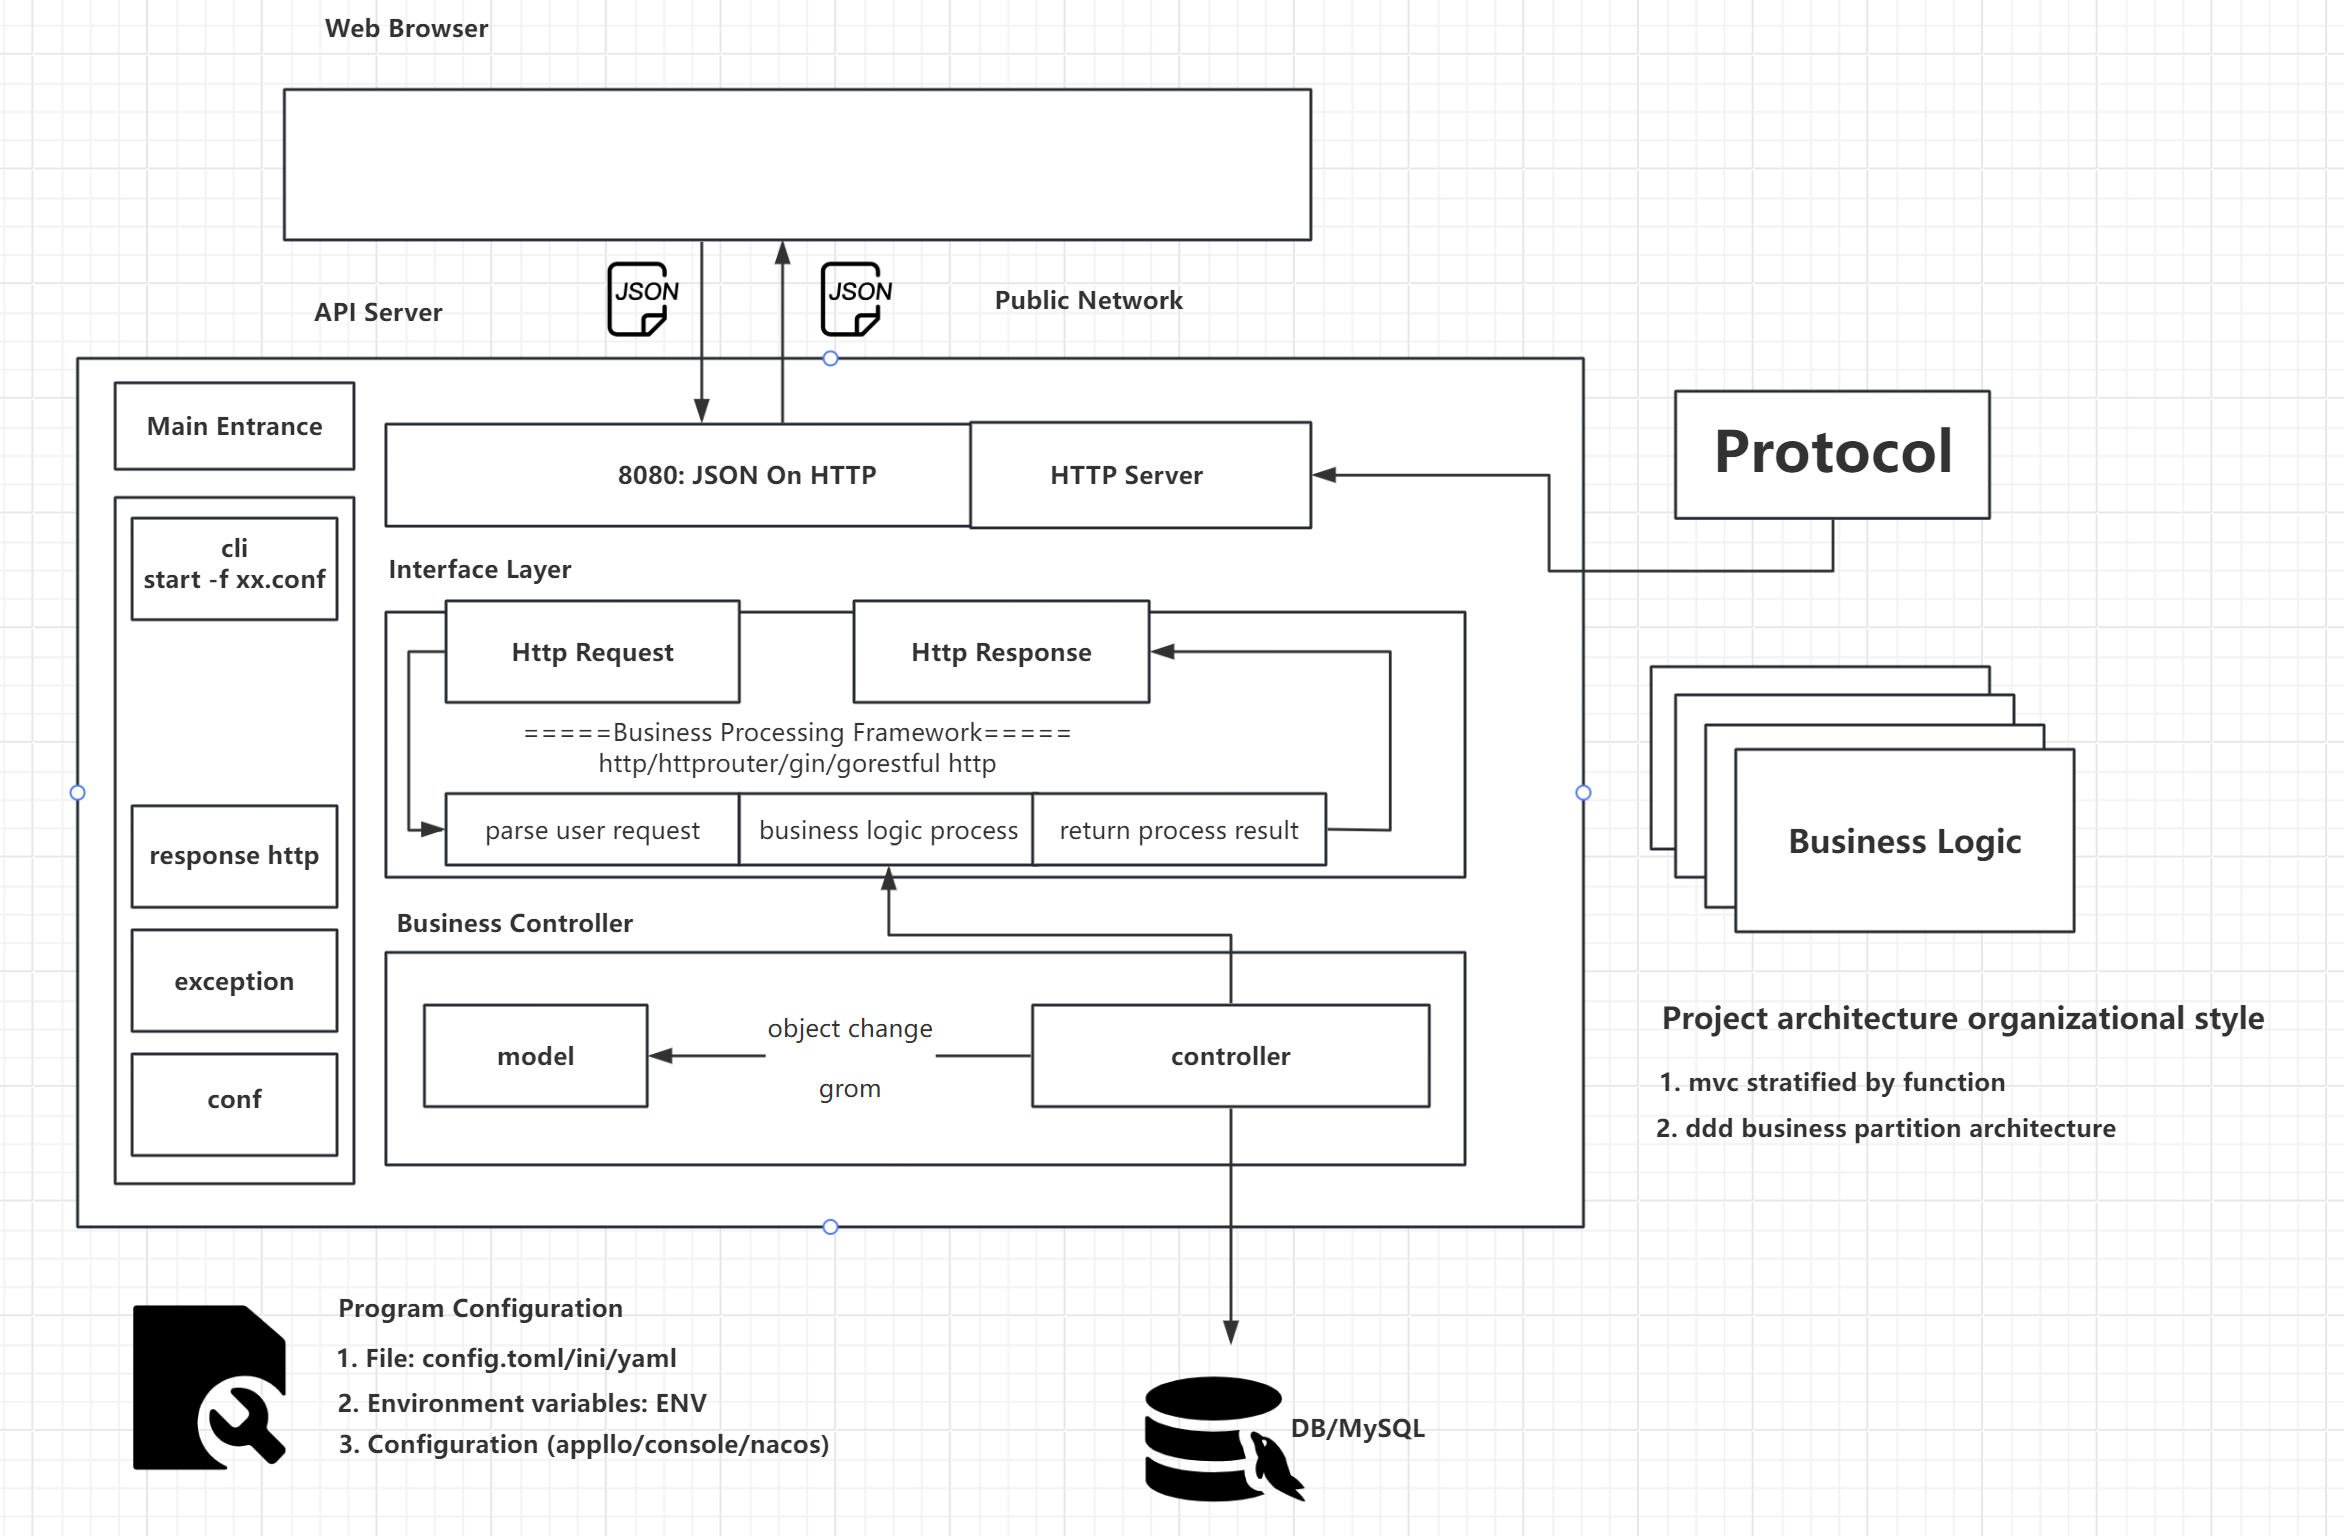 Web Browser
JSON
JSON
API Server
Public Network
Main Entrance
8080: JSON On HTTP
HTTP Server
Protocol
cli
start -f xx.conf
Interface Layer
Http Request
Http Response
=====Business Processing Framework=====
http/httprouter/gin/gorestful http
parse user request
business logic process
return process result
response http
Business Logic
Business Controller
exception
model
object change
grom
controller
conf
Project architecture organizational style
1. mvc stratified by function
2. ddd business partition architecture
Program Configuration
1. File: config.toml/ini/yaml
2. Environment variables: ENV
3. Configuration (appllo/console/nacos)
DB/MySQL